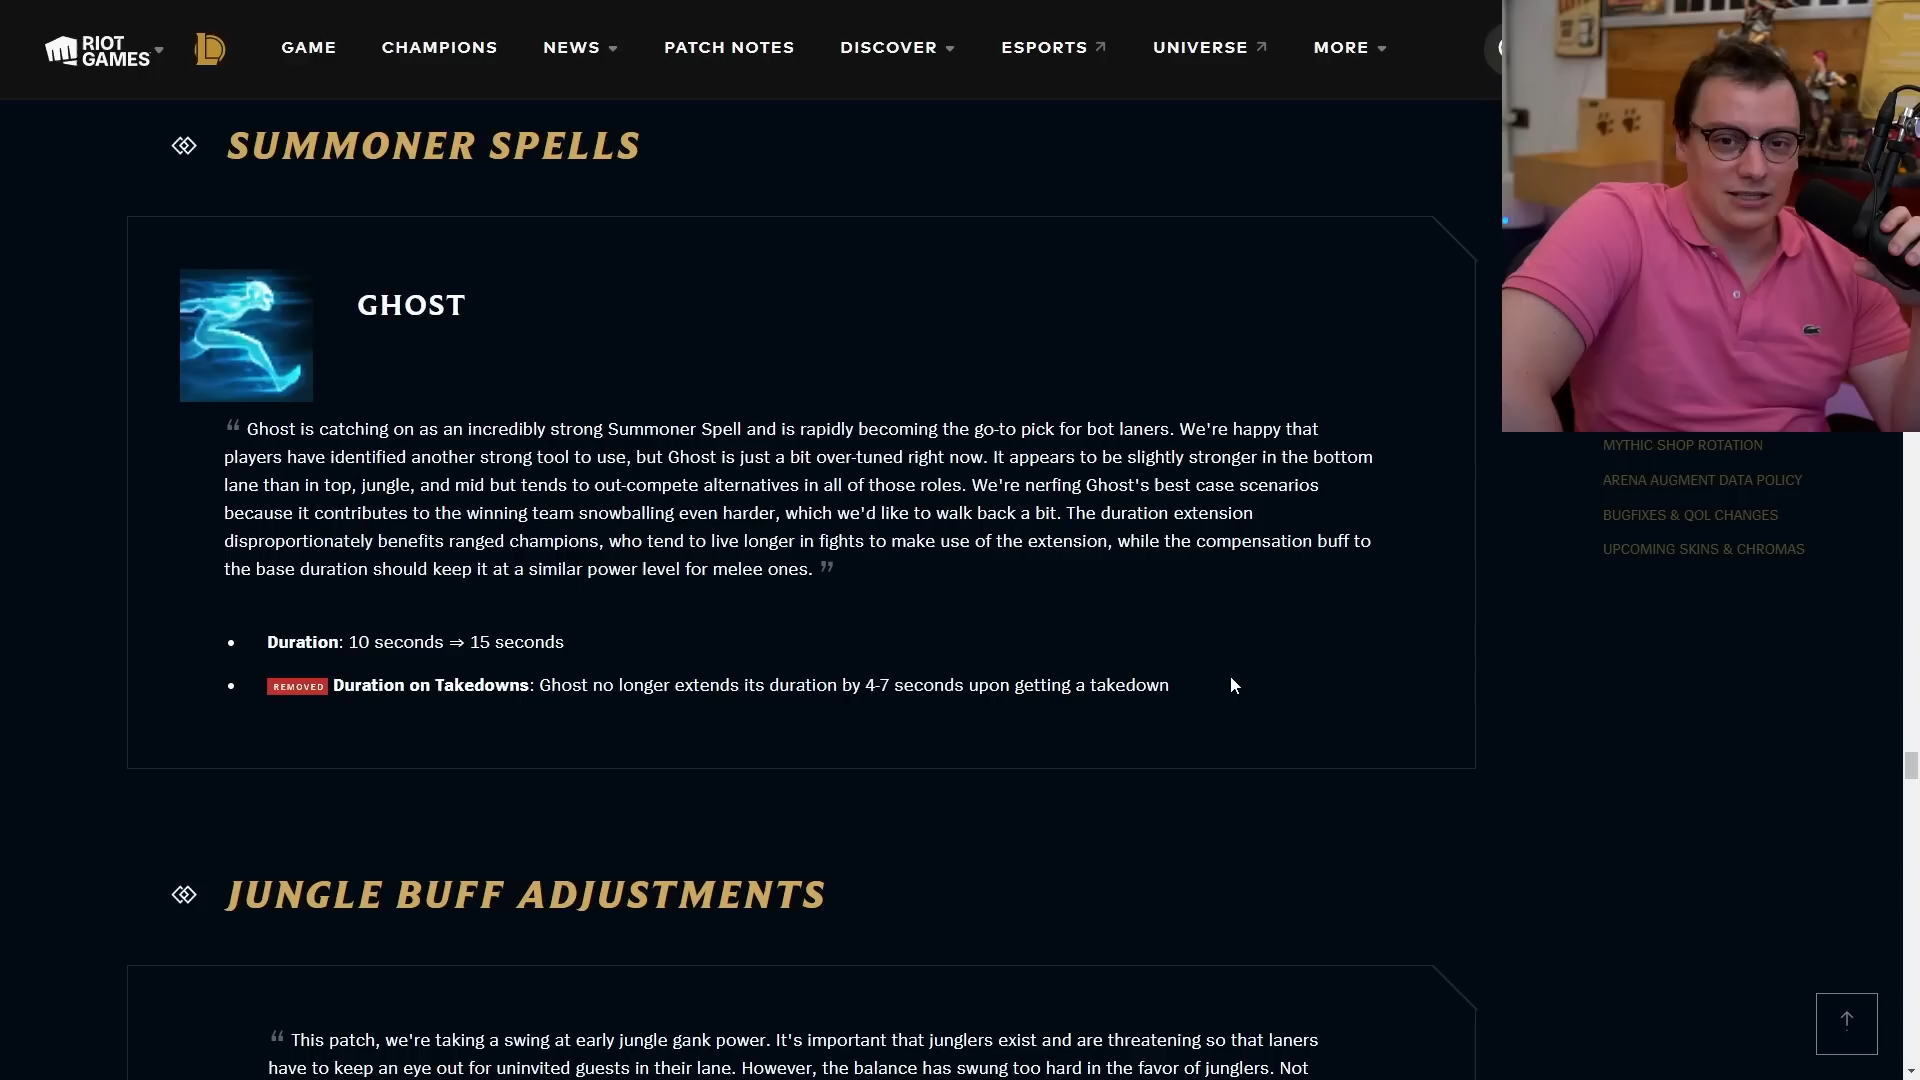 RIOT GAMES
GAME
CHAMPIONS
NEWS
PATCH NOTES
DISCOVER
ESPORTS
UNIVERSE
MORE
SUMMONER SPELLS
GHOST
“ Ghost is catching on as an incredibly strong Summoner Spell and is rapidly becoming the go-to pick for bot laners. We're happy that
players have identified another strong tool to use, but Ghost is just a bit over-tuned right now. It appears to be slightly stronger in the bottom
lane than in top, jungle, and mid but tends to out-compete alternatives in all of those roles. We're nerfing Ghost's best case scenarios
because it contributes to the winning team snowballing even harder, which we'd like to walk back a bit. The duration extension
disproportionately benefits ranged champions, who tend to live longer in fights to make use of the extension, while the compensation buff to
the base duration should keep it at a similar power level for melee ones. ”
• Duration: 10 seconds ⇒ 15 seconds
• REMOVED Duration on Takedowns: Ghost no longer extends its duration by 4-7 seconds upon getting a takedown
MYTHIC SHOP ROTATION
ARENA AUGMENT DATA POLICY
BUGFIXES & QOL CHANGES
UPCOMING SKINS & CHROMAS
JUNGLE BUFF ADJUSTMENTS
“ This patch, we're taking a swing at early jungle gank power. It's important that junglers exist and are threatening so that laners
have to keep an eye out for uninvited guests in their lane. However, the balance has swung too hard in the favor of junglers. Not